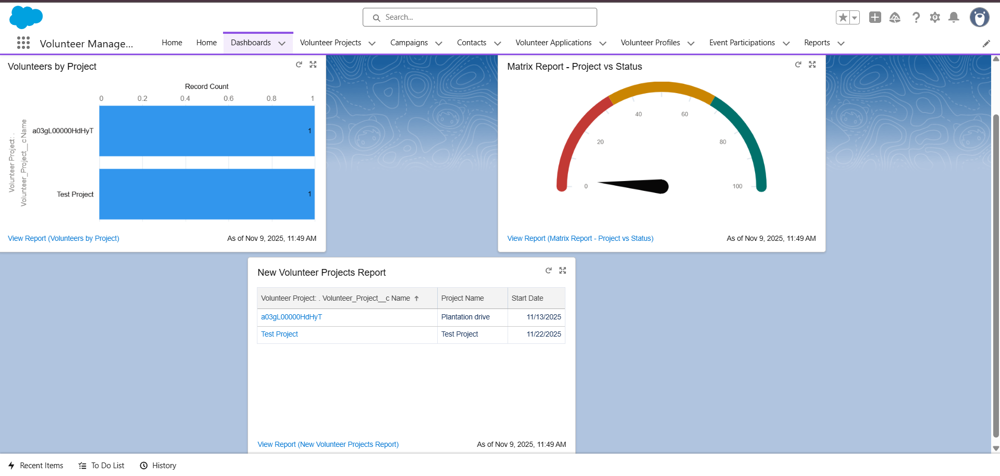 Search...
Volunteer Manage...
Home
Home
Dashboards
Volunteer Projects
Campaigns
Contacts
Volunteer Applications
Volunteer Profiles
Event Participations
Reports
Volunteers by Project
Record Count
0 0.2 0.4 0.6 0.8 1
Volunteer Project: .
Volunteer_Project__c Name
a03gL00000HdHyT
1
Test Project
1
View Report (Volunteers by Project)
As of Nov 9, 2025, 11:49 AM
Matrix Report - Project vs Status
0
20
40
60
80
100
View Report (Matrix Report - Project vs Status)
As of Nov 9, 2025, 11:49 AM
New Volunteer Projects Report
Volunteer Project: . Volunteer_Project__c Name Project Name Start Date
a03gL00000HdHyT Plantation drive 11/13/2025
Test Project Test Project 11/22/2025
View Report (New Volunteer Projects Report)
As of Nov 9, 2025, 11:49 AM
Recent Items
To Do List
History